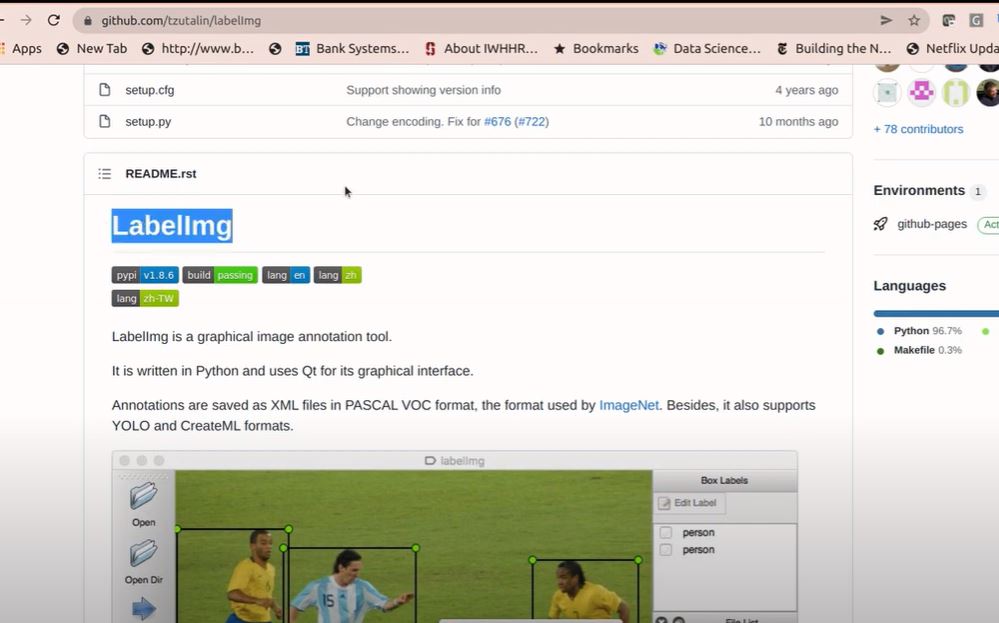 github.com/tzutalin/labelImg
Apps New Tab http://www.b... Bank Systems... About IWHHR... Bookmarks Data Science... Building the N... Netflix Upda
setup.cfg Support showing version info 4 years ago
setup.py Change encoding. Fix for #676 (#722) 10 months ago
+ 78 contributors
README.rst
Environments 1
github-pages Act
LabelImg
pypi v1.8.6 build passing lang en lang zh
lang zh-TW
Languages
Python 96.7%
Makefile 0.3%
LabelImg is a graphical image annotation tool.
It is written in Python and uses Qt for its graphical interface.
Annotations are saved as XML files in PASCAL VOC format, the format used by ImageNet. Besides, it also supports
YOLO and CreateML formats.
labelImg
Box Labels
Edit Label
Open
person
person
Open Dir
15
File List